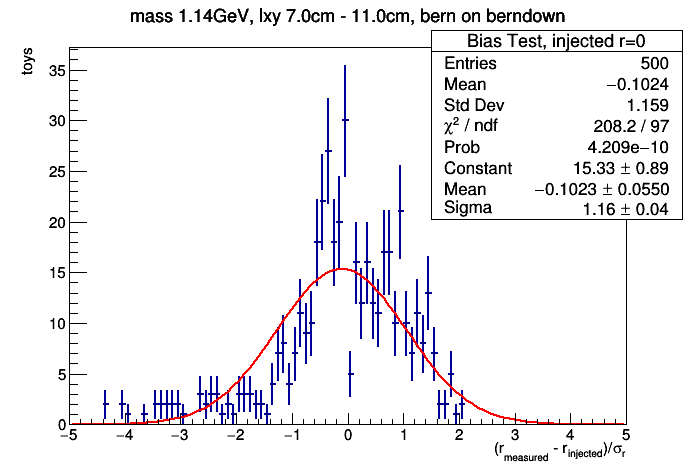 mass 1.14GeV, lxy 7.0cm - 11.0cm, bern on berndown
Bias Test, injected r=0
Entries 500
Mean −0.1024
Std Dev 1.159
χ² / ndf 208.2 / 97
Prob 4.209e−10
Constant 15.33 ± 0.89
Mean −0.1023 ± 0.0550
Sigma 1.16 ± 0.04
toys
35
30
25
20
15
10
5
0
−5 −4 −3 −2 −1 0 1 2 3 4 5
(r_measured - r_injected)/σ_r